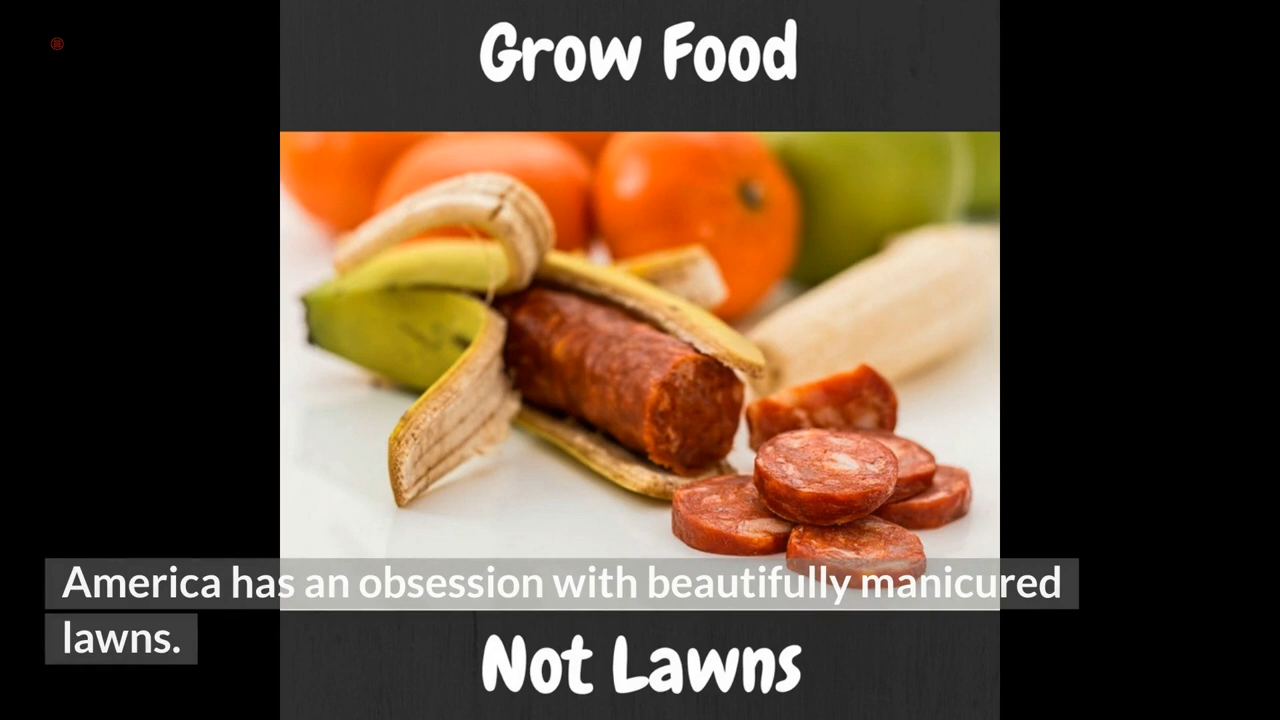 Grow Food
America has an obsession with beautifully manicured
lawns.
Not Lawns